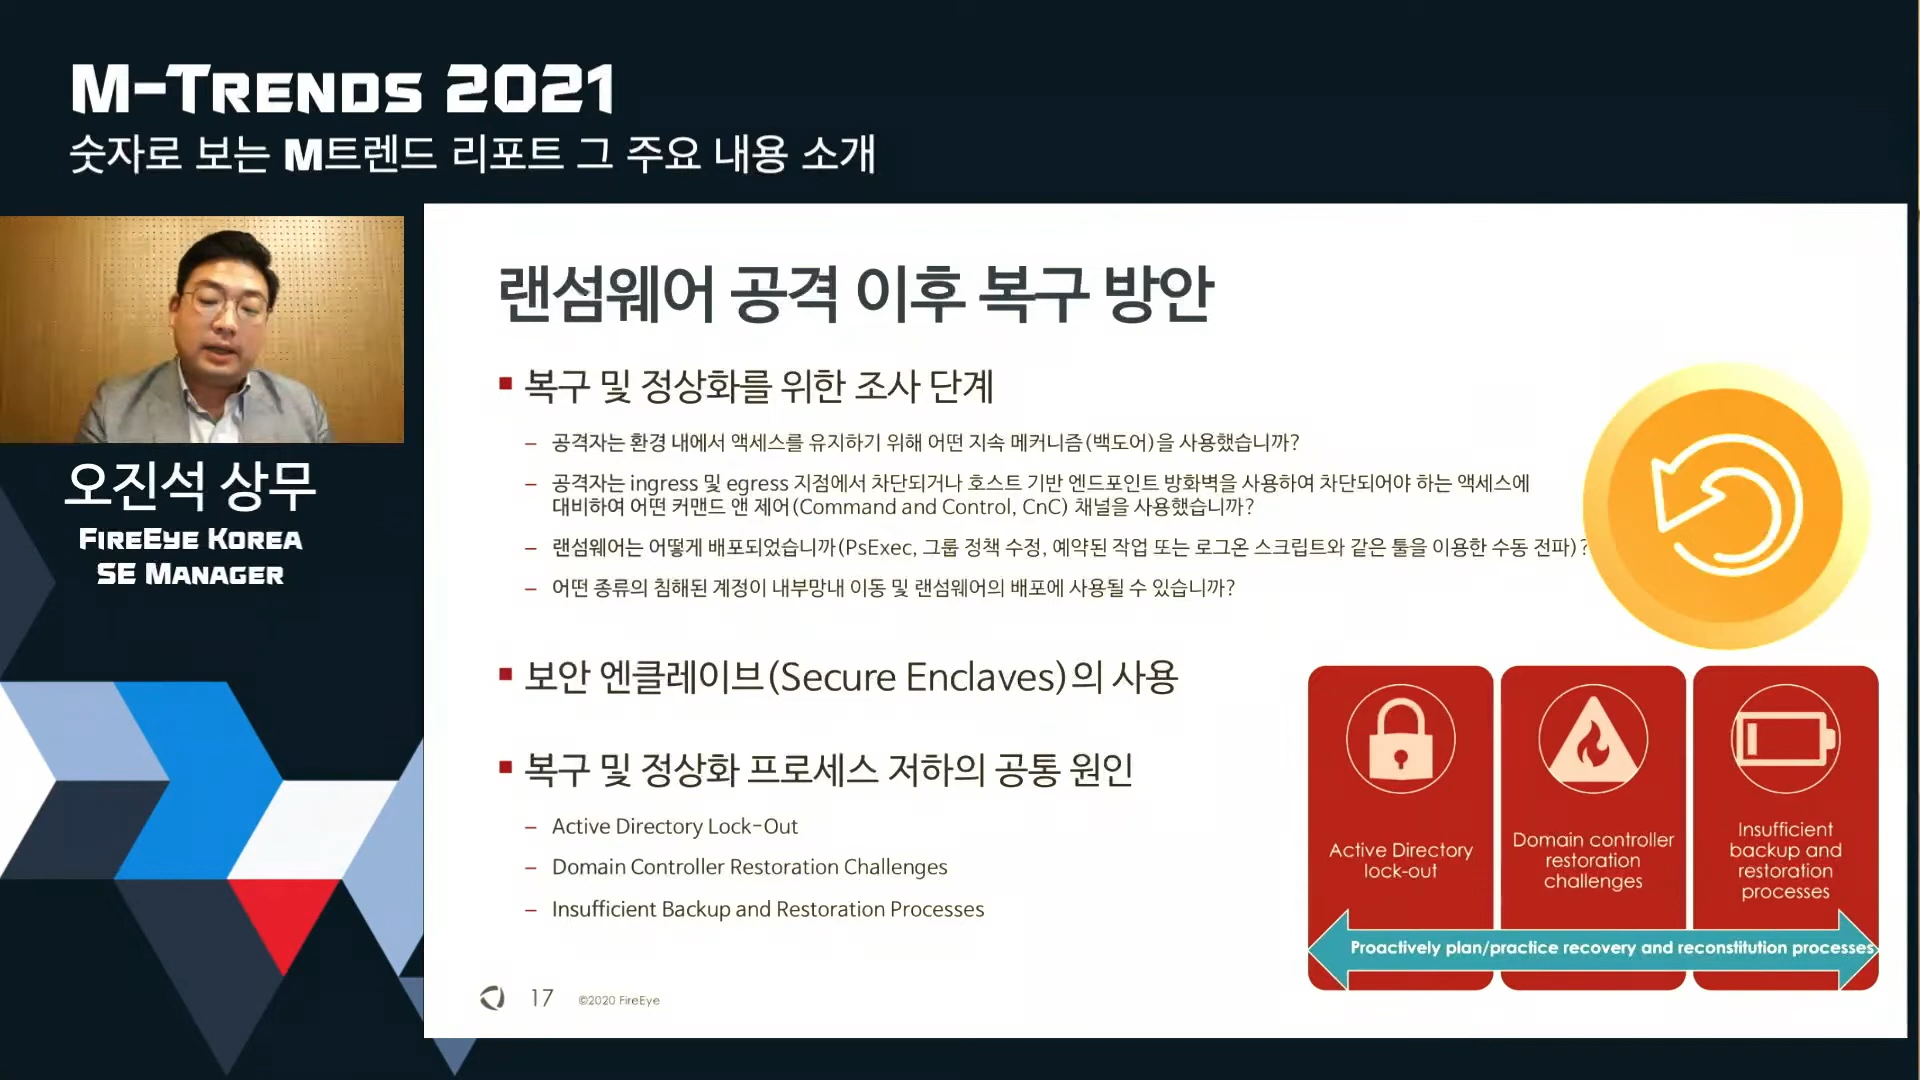 M-Trends 2021
숫자로 보는 M트렌드 리포트 그 주요 내용 소개
오진석 상무
FireEye Korea
SE Manager
랜섬웨어 공격 이후 복구 방안
▪ 복구 및 정상화를 위한 조사 단계
– 공격자는 환경 내에서 액세스를 유지하기 위해 어떤 지속 메커니즘(백도어)을 사용했습니까?
– 공격자는 ingress 및 egress 지점에서 차단되거나 호스트 기반 엔드포인트 방화벽을 사용하여 차단되어야 하는 액세스에
대비하여 어떤 커맨드 앤 제어(Command and Control, CnC) 채널을 사용했습니까?
– 랜섬웨어는 어떻게 배포되었습니까(PsExec, 그룹 정책 수정, 예약된 작업 또는 로그온 스크립트와 같은 툴을 이용한 수동 전파)?
– 어떤 종류의 침해된 계정이 내부망내 이동 및 랜섬웨어의 배포에 사용될 수 있습니까?
▪ 보안 엔클레이브(Secure Enclaves)의 사용
▪ 복구 및 정상화 프로세스 저하의 공통 원인
– Active Directory Lock-Out
– Domain Controller Restoration Challenges
– Insufficient Backup and Restoration Processes
Active Directory
lock-out
Domain controller
restoration
challenges
Insufficient
backup and
restoration
processes
Proactively plan/practice recovery and reconstitution processes
17 ©2020 FireEye